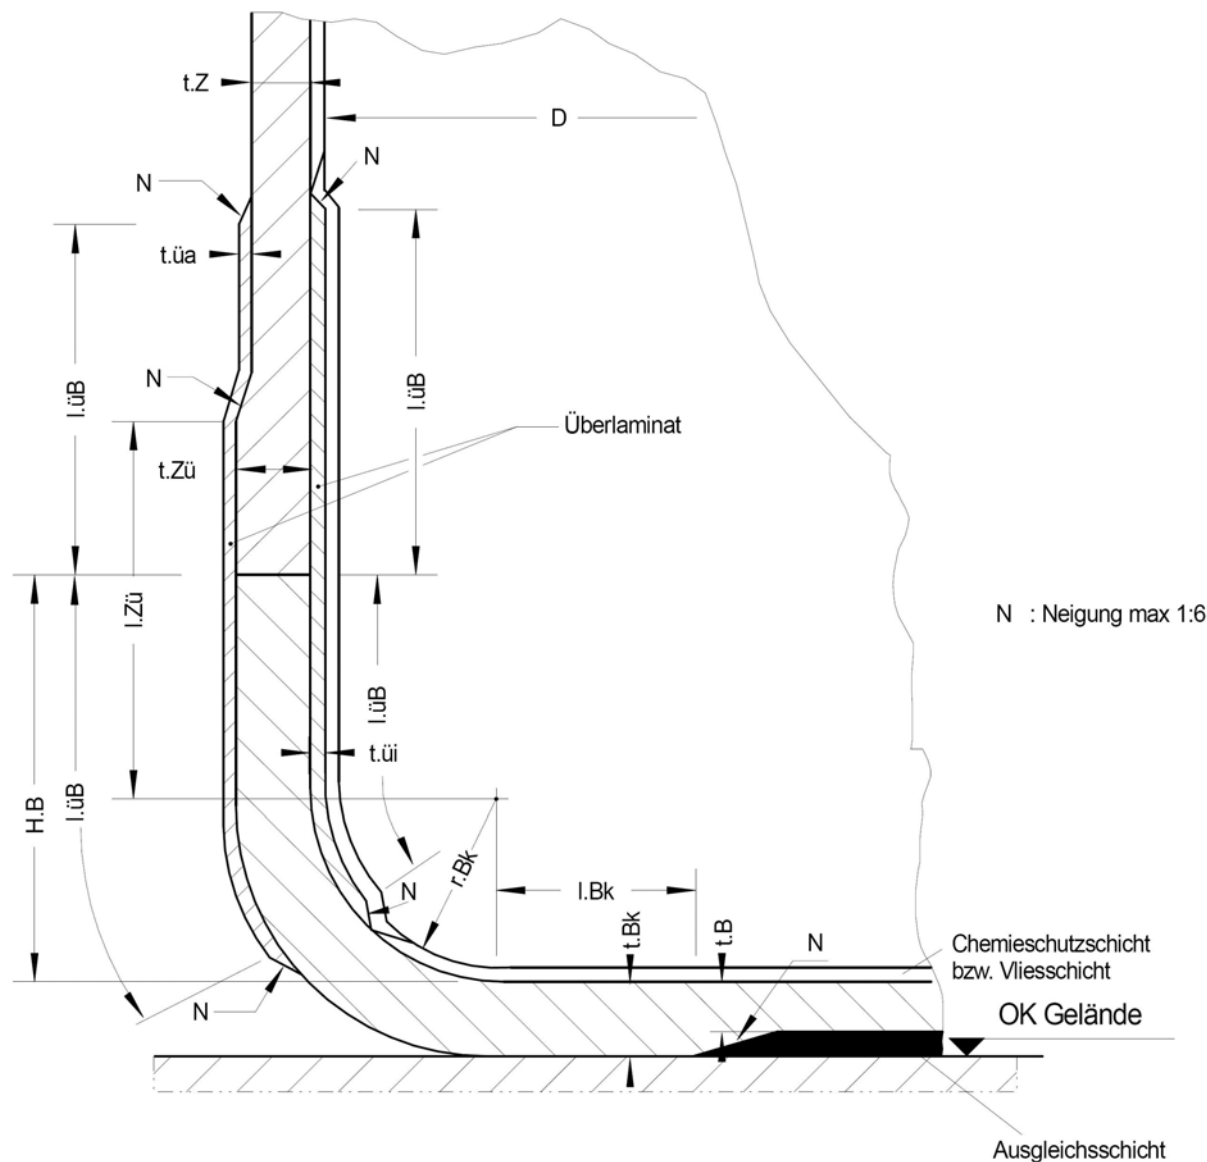 t.Z
D
N
N
t.üa
l.üB
N
l.üB
Überlaminat
t.Zü
l.Zü
N : Neigung max 1:6
H.B
l.üB
l.üB
t.üi
r.Bk
N
l.Bk
t.Bk
t.B
N
Chemieschutzschicht
bzw. Vliesschicht
N
OK Gelände
Ausgleichsschicht